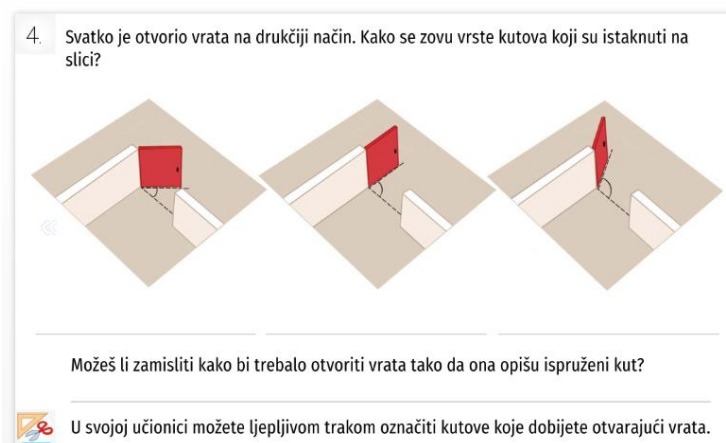 4. Svatko je otvorio vrata na drukčiji način. Kako se zovu vrste kutova koji su istaknuti na
slici?
Možeš li zamisliti kako bi trebalo otvoriti vrata tako da ona opišu ispruženi kut?
U svojoj učionici možete ljepljivom trakom označiti kutove koje dobijete otvarajući vrata.